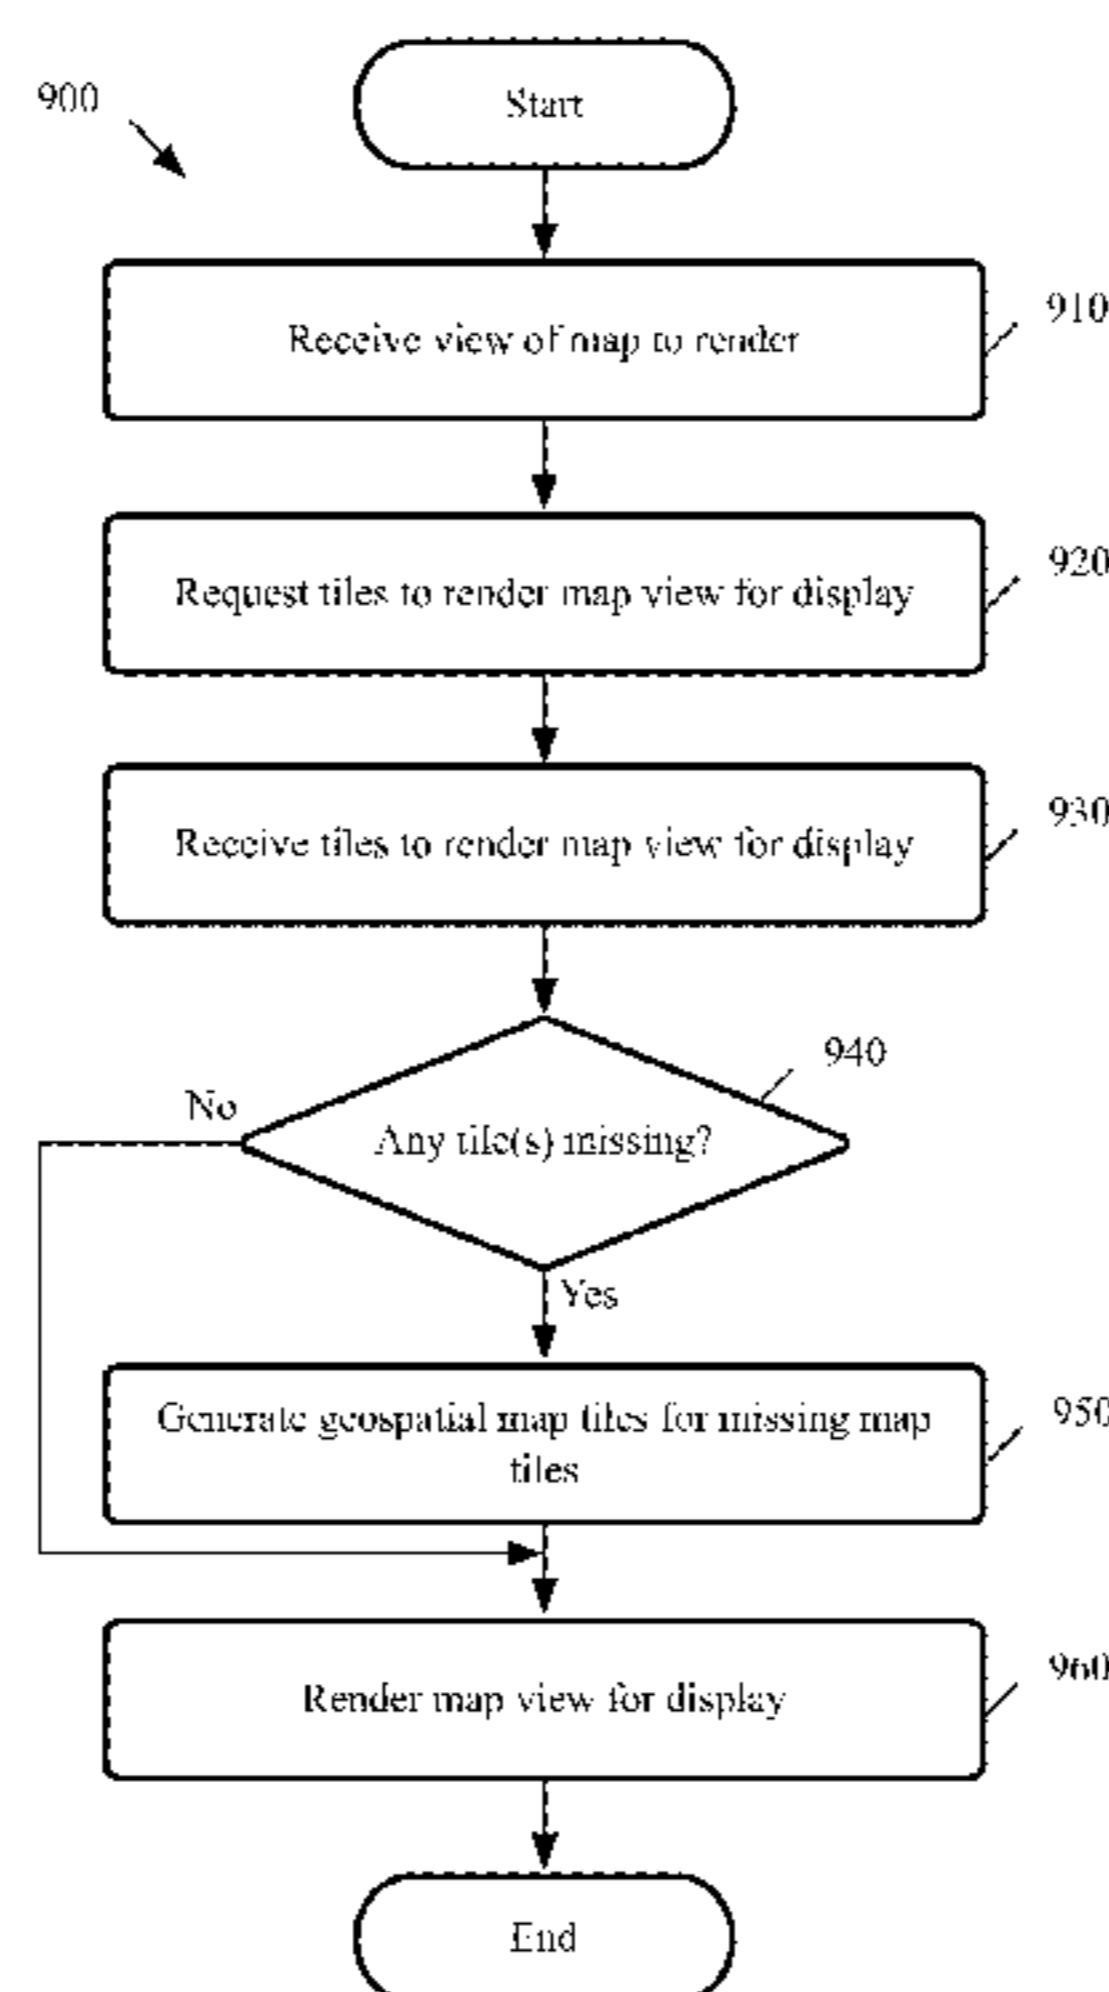 900
Start
Receive view of map to render
910
Request tiles to render map view for display
920
Receive tiles to render map view for display
930
940
No
Any tile(s) missing?
Yes
Generate geospatial map tiles for missing map
tiles
950
Render map view for display
960
End